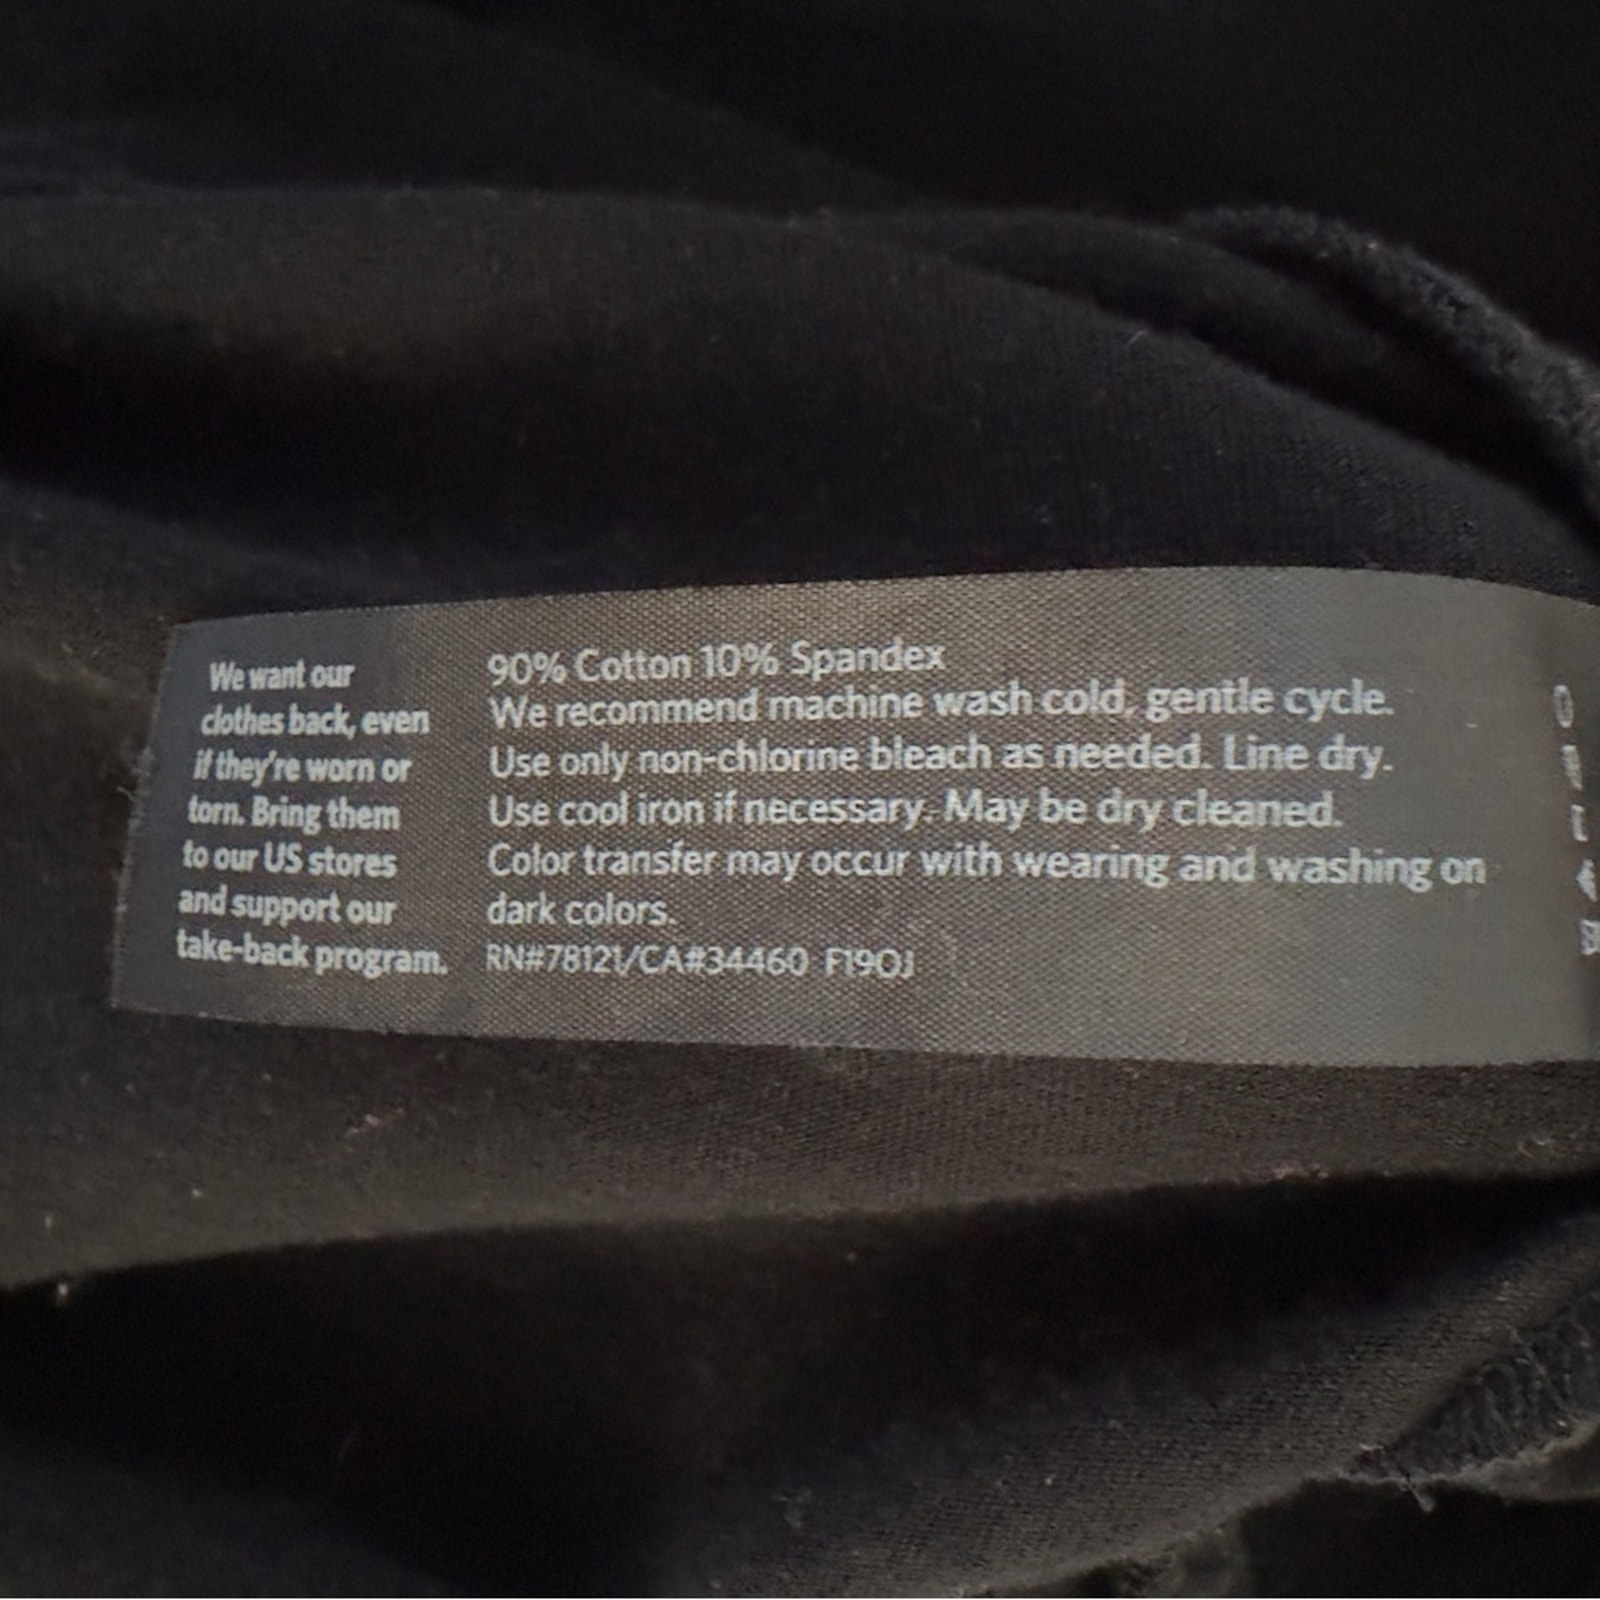 We want our
clothes back, even
if they're worn or
torn. Bring them
to our US stores
and support our
take-back program.
90% Cotton 10% Spandex
We recommend machine wash cold, gentle cycle.
Use only non-chlorine bleach as needed. Line dry.
Use cool iron if necessary. May be dry cleaned.
Color transfer may occur with wearing and washing on
dark colors.
RN#78121/CA#34460 F19OJ